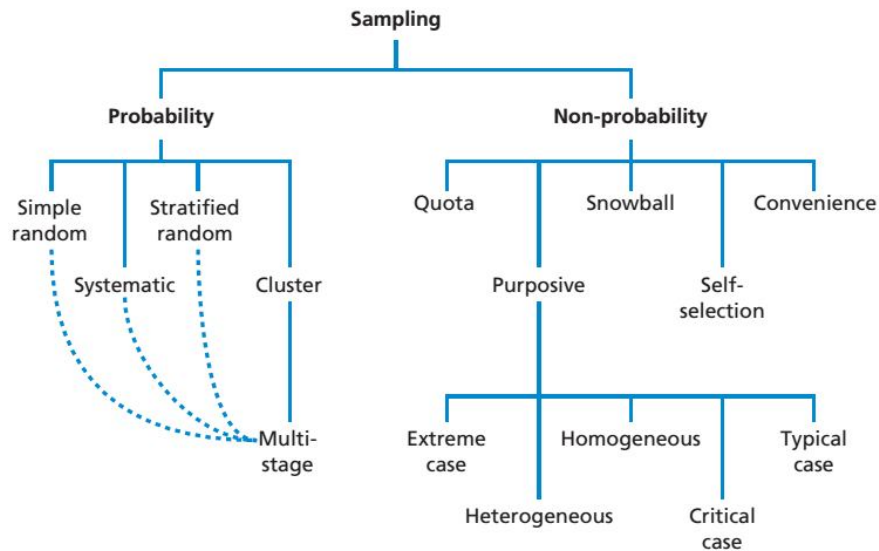 Sampling
Probability
Non-probability
Simple
random
Stratified
random
Quota
Snowball
Convenience
Systematic
Cluster
Purposive
Self-
selection
Multi-
stage
Extreme
case
Homogeneous
Typical
case
Heterogeneous
Critical
case